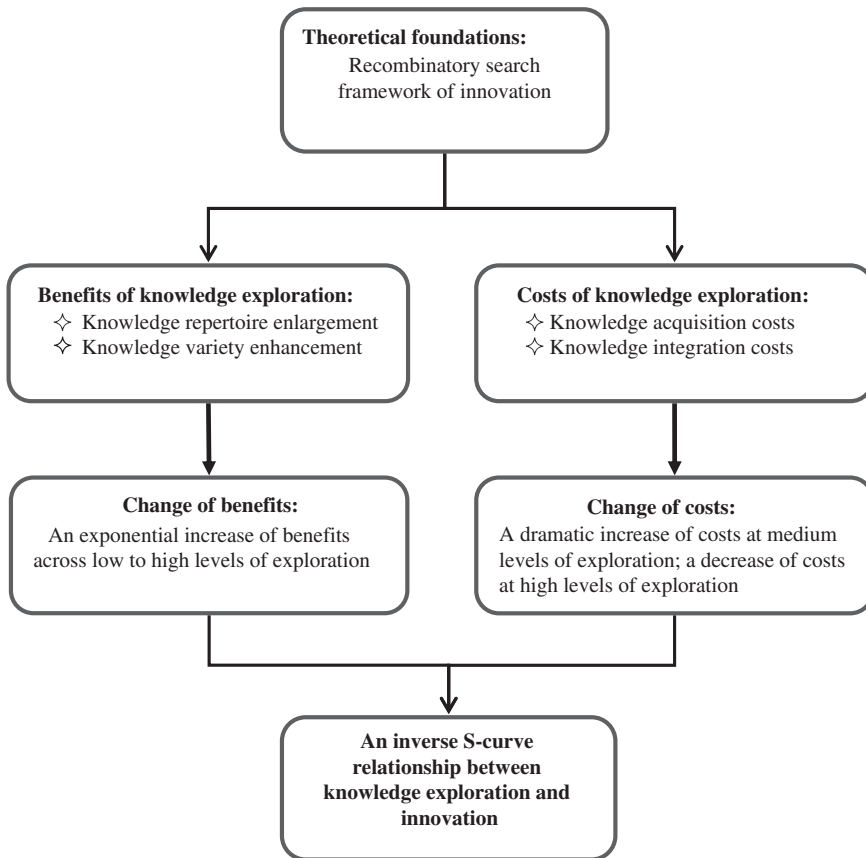 Theoretical foundations:
Recombinatory search
framework of innovation
Benefits of knowledge exploration:
✧ Knowledge repertoire enlargement
✧ Knowledge variety enhancement
Costs of knowledge exploration:
✧ Knowledge acquisition costs
✧ Knowledge integration costs
Change of benefits:
An exponential increase of benefits
across low to high levels of exploration
Change of costs:
A dramatic increase of costs at medium
levels of exploration; a decrease of costs
at high levels of exploration
An inverse S-curve
relationship between
knowledge exploration and
innovation